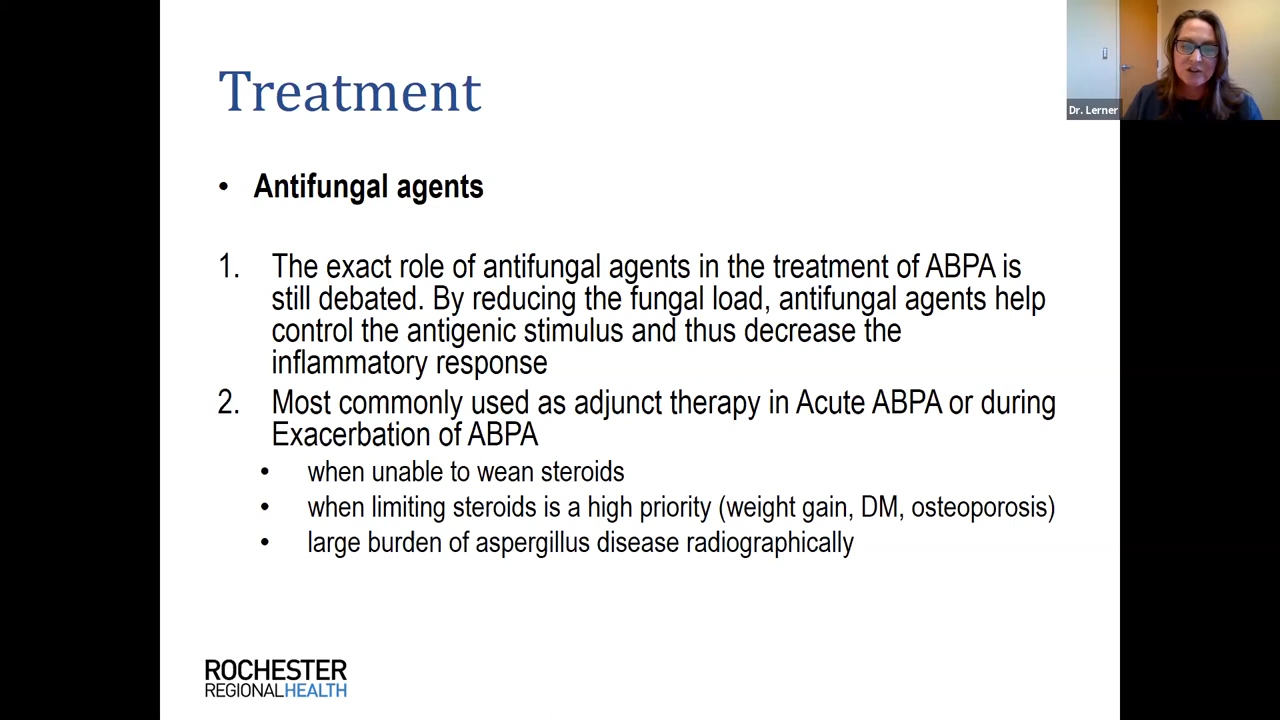 Treatment
Dr. Lerner
• Antifungal agents
1. The exact role of antifungal agents in the treatment of ABPA is
still debated. By reducing the fungal load, antifungal agents help
control the antigenic stimulus and thus decrease the
inflammatory response
2. Most commonly used as adjunct therapy in Acute ABPA or during
Exacerbation of ABPA
• when unable to wean steroids
• when limiting steroids is a high priority (weight gain, DM, osteoporosis)
• large burden of aspergillus disease radiographically
ROCHESTER
REGIONALHEALTH